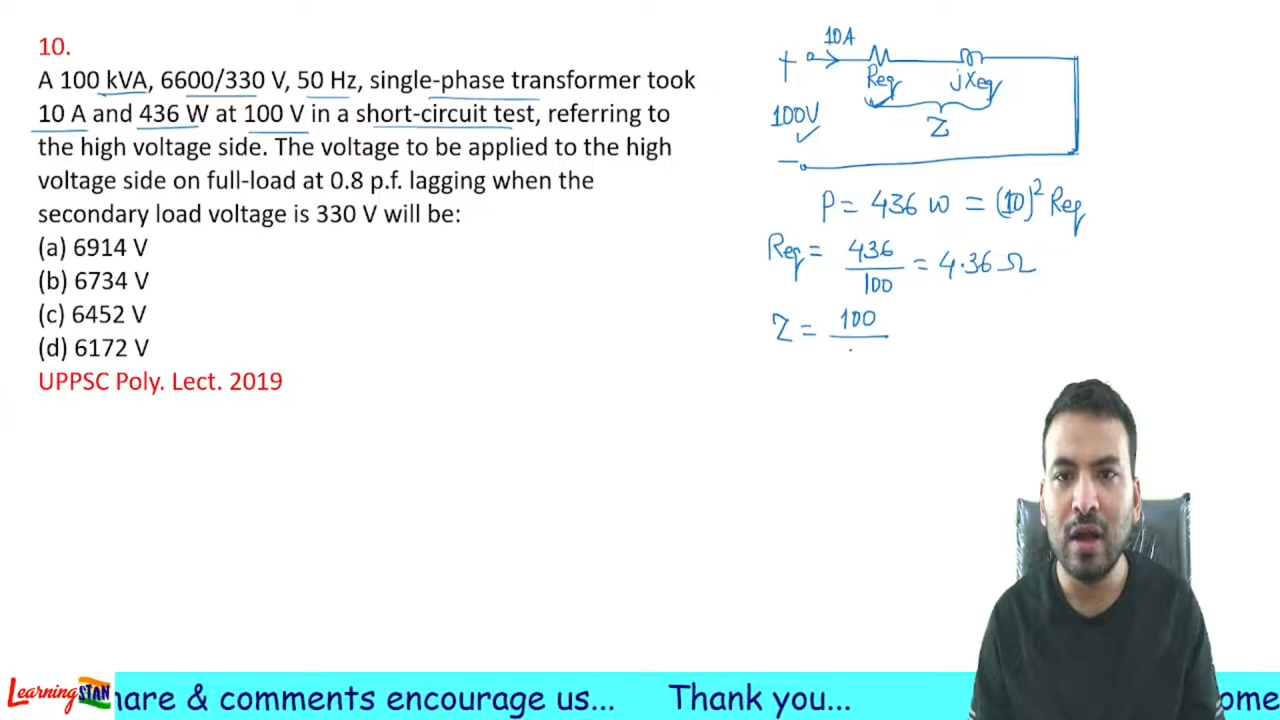 10.
A 100 kVA, 6600/330 V, 50 Hz, single-phase transformer took
10 A and 436 W at 100 V in a short-circuit test, referring to
the high voltage side. The voltage to be applied to the high
voltage side on full-load at 0.8 p.f. lagging when the
secondary load voltage is 330 V will be:
(a) 6914 V
(b) 6734 V
(c) 6452 V
(d) 6172 V
UPPSC Poly. Lect. 2019
10A
+
Req
jXeq
100V
Z
−
P = 436 W = (10)² Req
Req = 436/100 = 4.36 Ω
Z = 100/
LearningSTAN
hare & comments encourage us... Thank you... ome